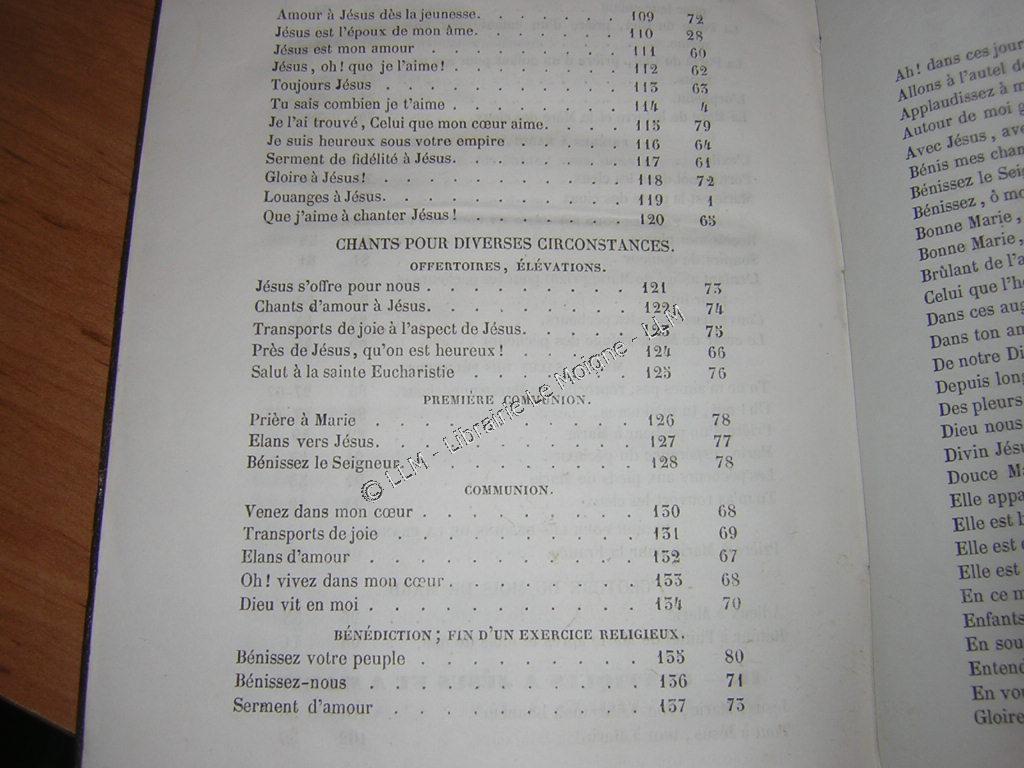 Amour à Jésus dès la jeunesse. . . . . . . . 109 72
Jésus est l'époux de mon âme. . . . . . . . 110 28
Jésus est mon amour . . . . . . . . . . 111 60
Jésus, oh! que je l'aime! . . . . . . . . . 112 62
Toujours Jésus . . . . . . . . . . . . 113 63
Tu sais combien je t'aime . . . . . . . . . 114 4
Je l'ai trouvé, Celui que mon cœur aime. . . . . 115 79
Je suis heureux sous votre empire . . . . . . 116 64
Serment de fidélité à Jésus. . . . . . . . . 117 61
Gloire à Jésus! . . . . . . . . . . . . 118 72
Louanges à Jésus. . . . . . . . . . . . 119 1
Que j'aime à chanter Jésus! . . . . . . . . 120 65
CHANTS POUR DIVERSES CIRCONSTANCES.
OFFERTOIRES, ÉLÉVATIONS.
Jésus s'offre pour nous . . . . . . . . . . 121 73
Chants d'amour à Jésus. . . . . . . . . . 122 74
Transports de joie à l'aspect de Jésus. . . . . . 123 75
Près de Jésus, qu'on est heureux! . . . . . . 124 66
Salut à la sainte Eucharistie . . . . . . . . 125 76
PREMIÈRE COMMUNION.
Prière à Marie . . . . . . . . . . . . 126 78
Elans vers Jésus. . . . . . . . . . . . 127 77
Bénissez le Seigneur. . . . . . . . . . . 128 78
COMMUNION.
Venez dans mon cœur . . . . . . . . . . 130 68
Transports de joie . . . . . . . . . . . 131 69
Elans d'amour . . . . . . . . . . . . 132 67
Oh! vivez dans mon cœur . . . . . . . . . 133 68
Dieu vit en moi . . . . . . . . . . . . 134 70
BÉNÉDICTION; FIN D'UN EXERCICE RELIGIEUX.
Bénissez votre peuple . . . . . . . . . . 135 80
Bénissez-nous . . . . . . . . . . . . 136 71
Serment d'amour . . . . . . . . . . . 137 73
© LLM - Librairie Le Moigne - LLM
Ah! dans ces jour
Allons à l'autel de
Applaudissez à m
Autour de moi g
Avec Jésus, ave
Bénis mes chan
Bénissez le Seig
Bénissez, ô mo
Bonne Marie,
Bonne Marie,
Brûlant de l'a
Celui que l'h
Dans ces aug
Dans ton am
De notre Di
Depuis long
Des pleurs
Dieu nous
Divin Jésu
Douce Ma
Elle appa
Elle est b
Elle est
Elle est
En ce m
Enfants
En sou
Entend
En vou
Gloire